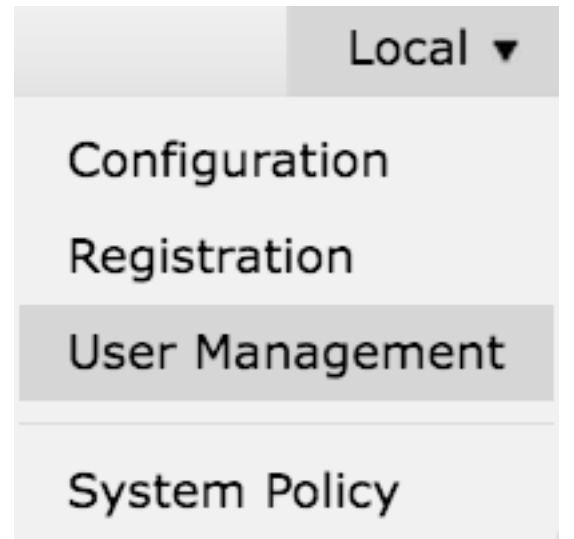 Local ▼
Configuration
Registration
User Management
System Policy